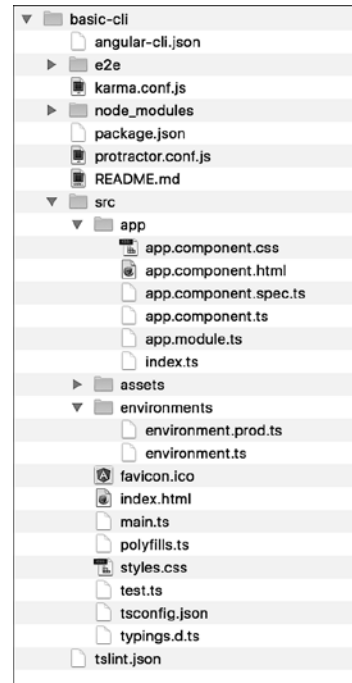 basic-cli
angular-cli.json
e2e
karma.conf.js
node_modules
package.json
protractor.conf.js
README.md
src
app
app.component.css
app.component.html
app.component.spec.ts
app.component.ts
app.module.ts
index.ts
assets
environments
environment.prod.ts
environment.ts
favicon.ico
index.html
main.ts
polyfills.ts
styles.css
test.ts
tsconfig.json
typings.d.ts
tslint.json